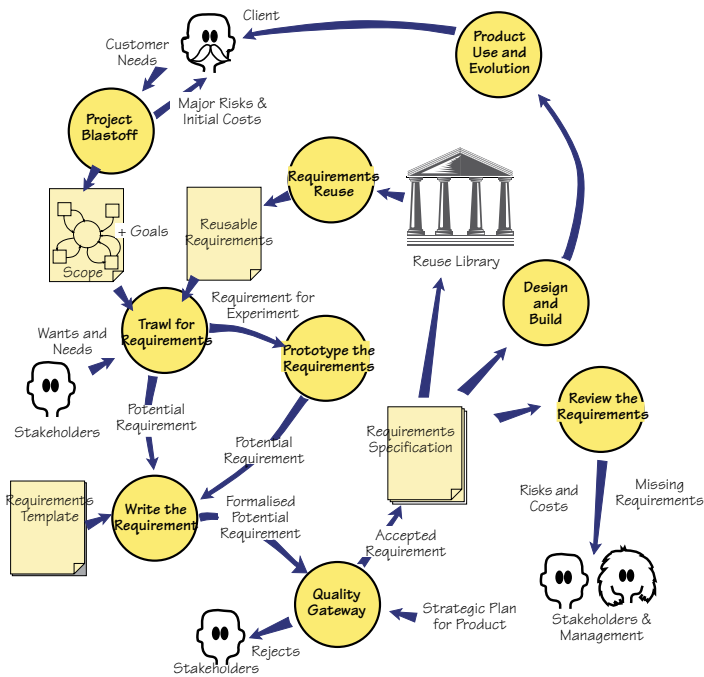 Client
Product
Use and
Evolution
Customer
Needs
Major Risks &
Initial Costs
Project
Blastoff
Requirements
Reuse
Reusable
Requirements
+ Goals
Scope
Reuse Library
Design
and
Build
Requirement for
Experiment
Trawl for
Requirements
Wants and
Needs
Stakeholders
Prototype the
Requirements
Review the
Requirements
Potential
Requirement
Potential
Requirement
Requirements
Specification
Requirements
Template
Write the
Requirement
Formalised
Potential
Requirement
Accepted
Requirement
Risks and
Costs
Missing
Requirements
Quality
Gateway
Strategic Plan
for Product
Stakeholders &
Management
Rejects
Stakeholders